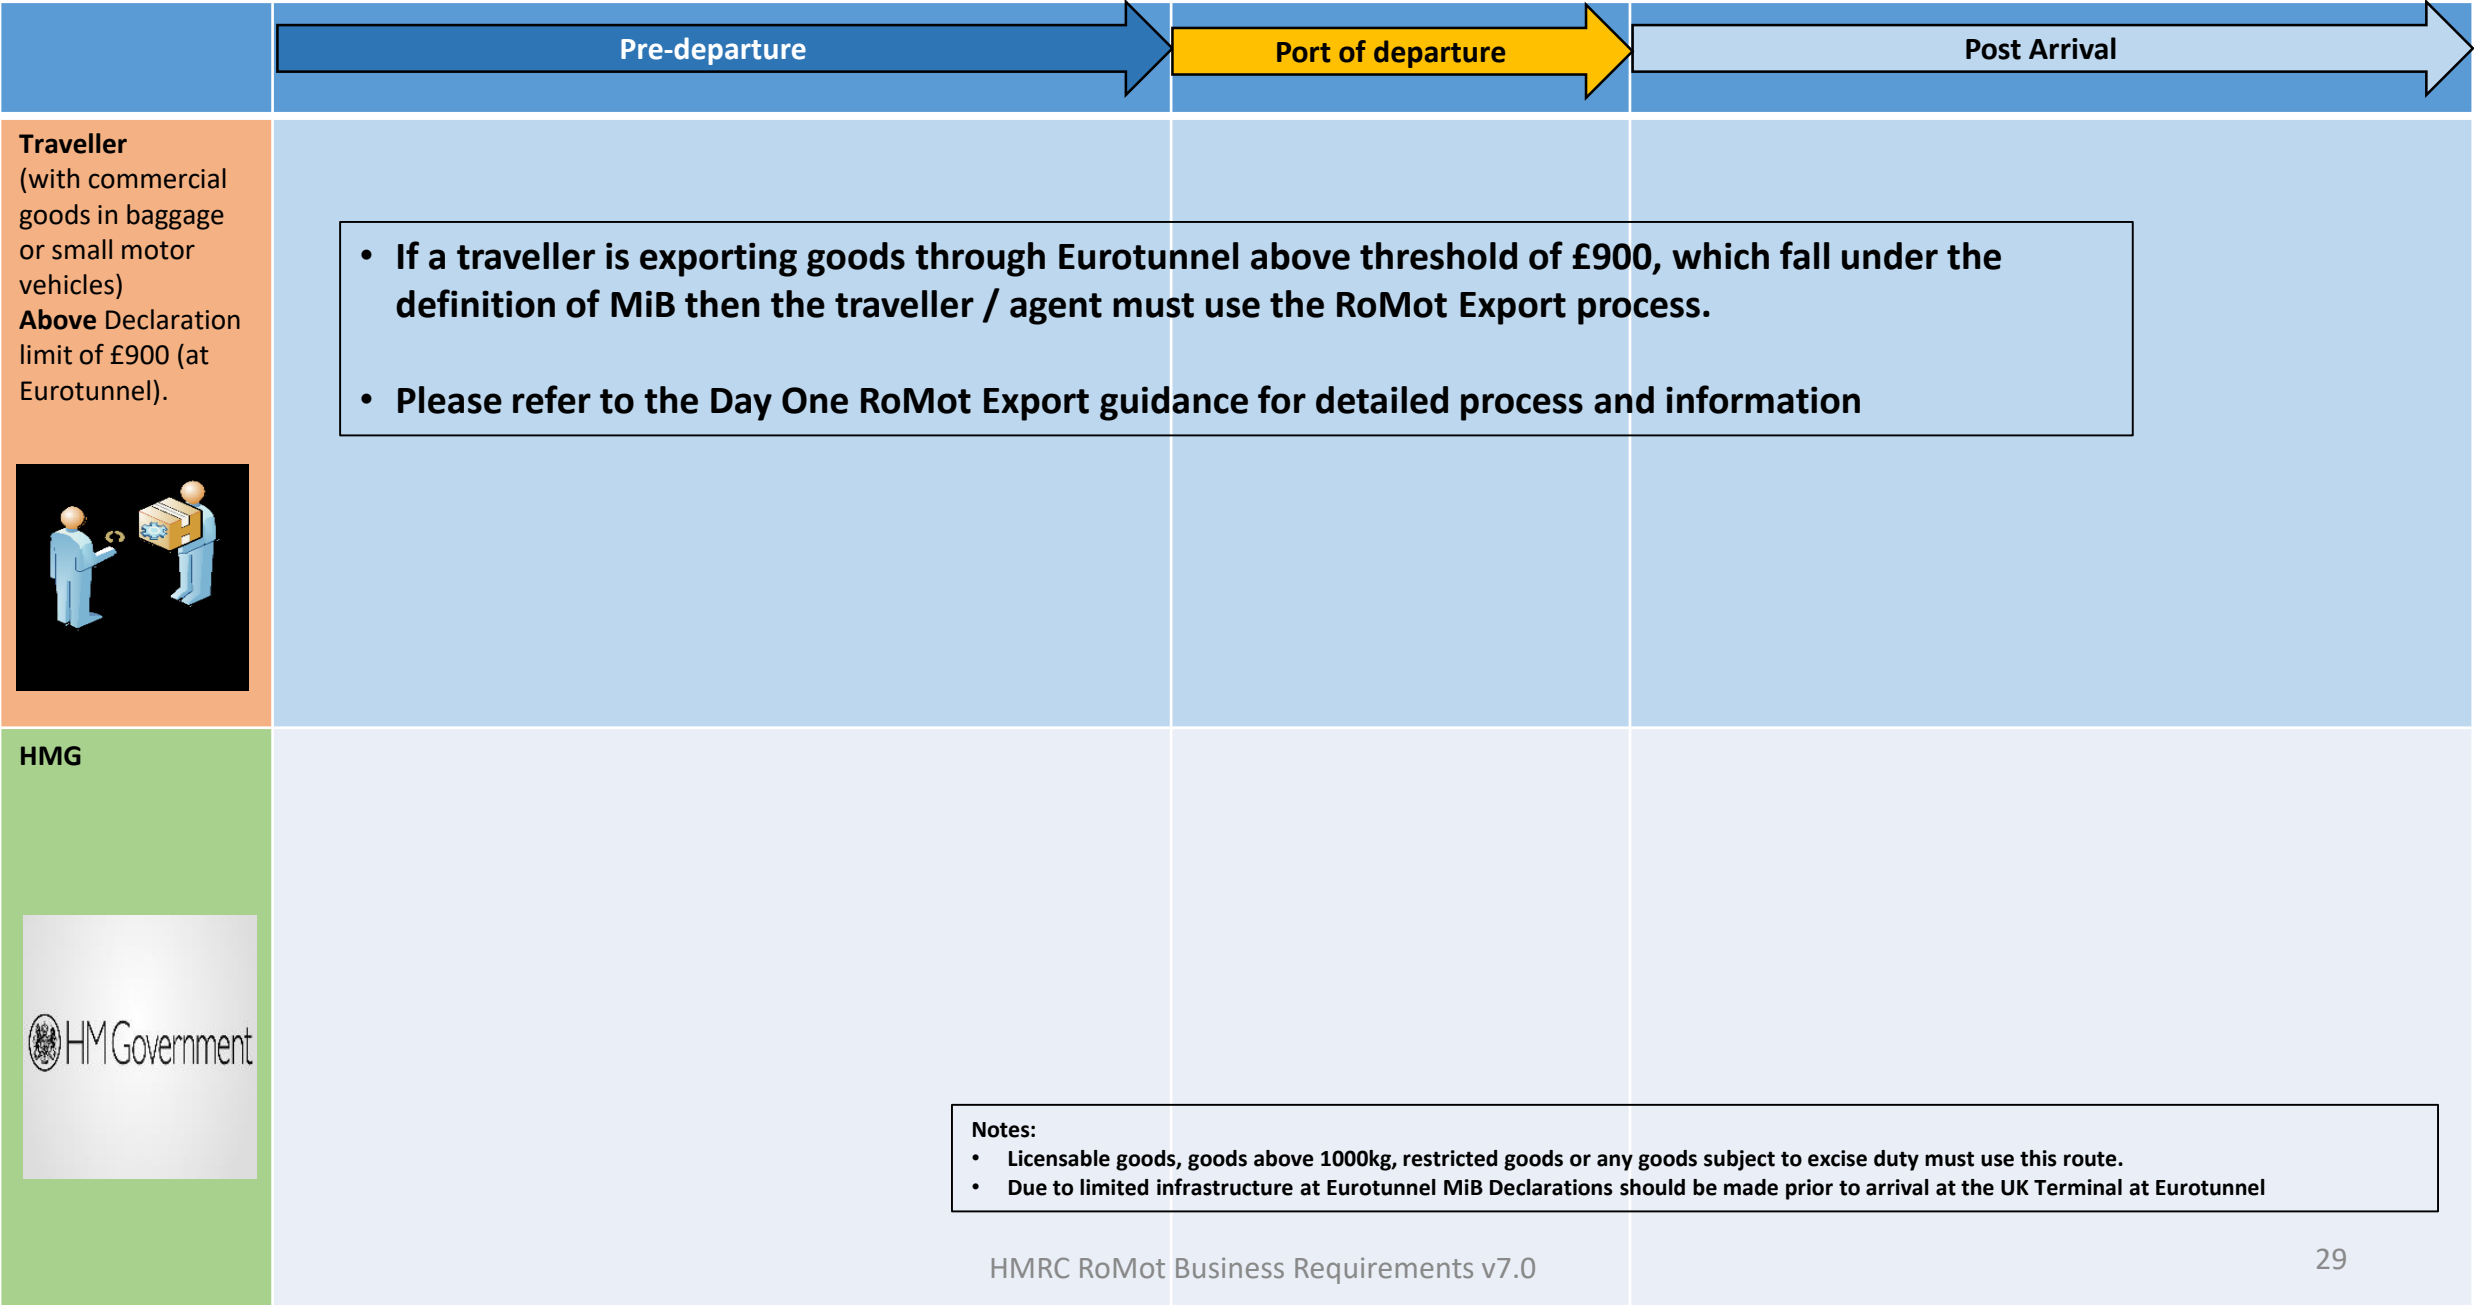 Pre-departure
Port of departure
Post Arrival
Traveller
(with commercial
goods in baggage
or small motor
vehicles)
Above Declaration
limit of £900 (at
Eurotunnel).
• If a traveller is exporting goods through Eurotunnel above threshold of £900, which fall under the
definition of MiB then the traveller / agent must use the RoMot Export process.
• Please refer to the Day One RoMot Export guidance for detailed process and information
HMG
HM Government
Notes:
• Licensable goods, goods above 1000kg, restricted goods or any goods subject to excise duty must use this route.
• Due to limited infrastructure at Eurotunnel MiB Declarations should be made prior to arrival at the UK Terminal at Eurotunnel
HMRC RoMot Business Requirements v7.0
29